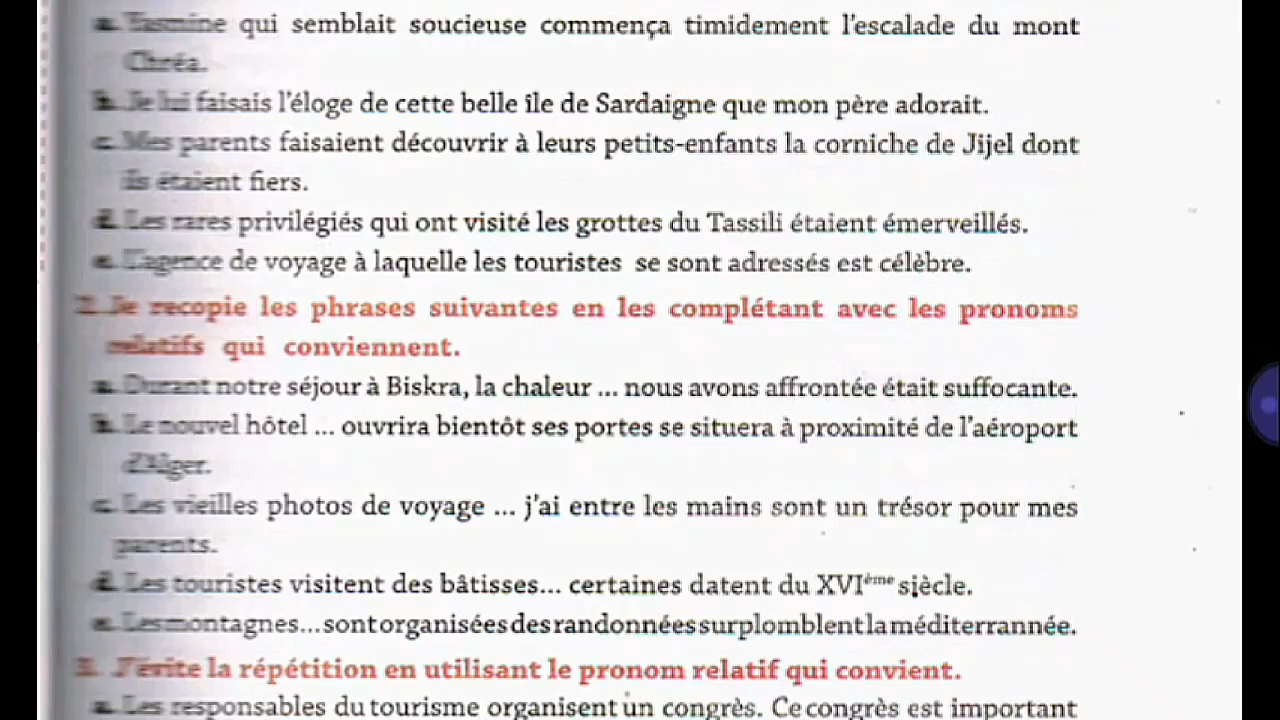 a. Yasmine qui semblait soucieuse commença timidement l'escalade du mont
Chréa.
b. Je lui faisais l'éloge de cette belle île de Sardaigne que mon père adorait.
c. Mes parents faisaient découvrir à leurs petits-enfants la corniche de Jijel dont
ils étaient fiers.
d. Les rares privilégiés qui ont visité les grottes du Tassili étaient émerveillés.
e. L'agence de voyage à laquelle les touristes se sont adressés est célèbre.
2. Je recopie les phrases suivantes en les complétant avec les pronoms
relatifs qui conviennent.
a. Durant notre séjour à Biskra, la chaleur ... nous avons affrontée était suffocante.
b. Le nouvel hôtel ... ouvrira bientôt ses portes se situera à proximité de l'aéroport
d'Alger.
c. Les vieilles photos de voyage ... j'ai entre les mains sont un trésor pour mes
parents.
d. Les touristes visitent des bâtisses... certaines datent du XVIème siècle.
e. Les montagnes...sont organisées des randonnées surplomblent la méditerrannée.
3. J'évite la répétition en utilisant le pronom relatif qui convient.
a. Les responsables du tourisme organisent un congrès. Ce congrès est important